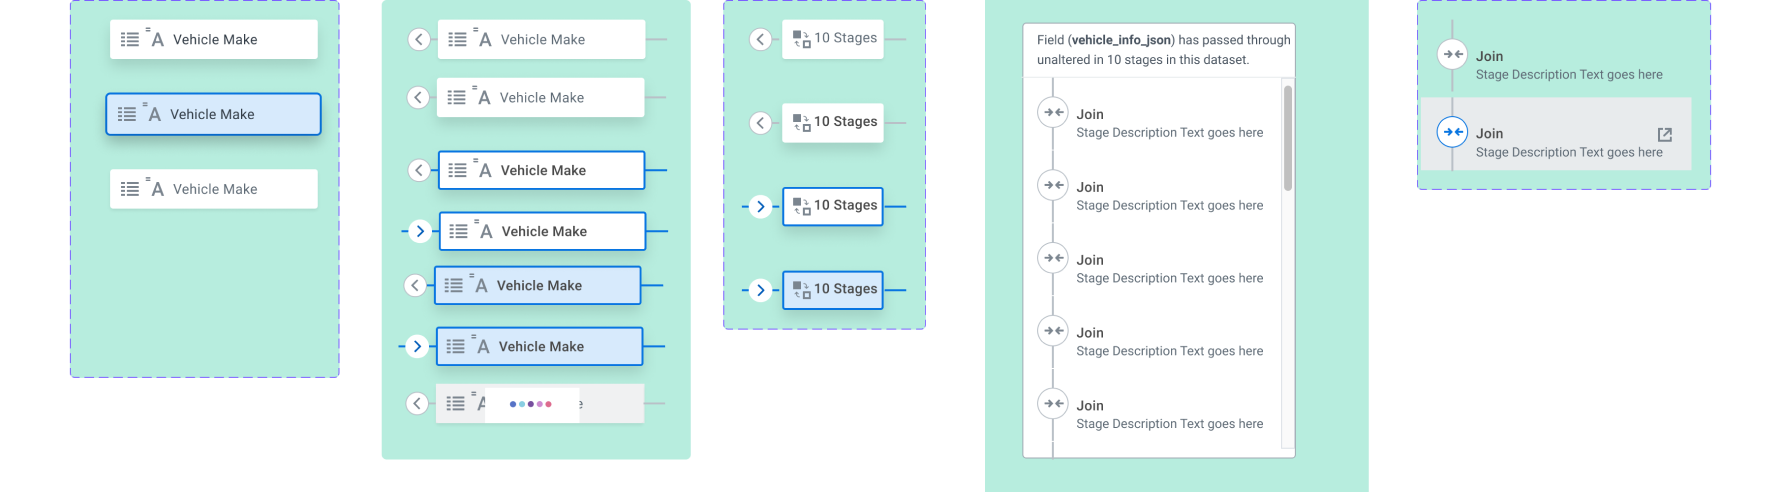 Vehicle Make
Vehicle Make
Vehicle Make
Vehicle Make
Vehicle Make
Vehicle Make
Vehicle Make
Vehicle Make
Vehicle Make
e
10 Stages
10 Stages
10 Stages
10 Stages
Field (vehicle_info_json) has passed through
unaltered in 10 stages in this dataset.
Join
Stage Description Text goes here
Join
Stage Description Text goes here
Join
Stage Description Text goes here
Join
Stage Description Text goes here
Join
Stage Description Text goes here
Join
Stage Description Text goes here
Join
Stage Description Text goes here